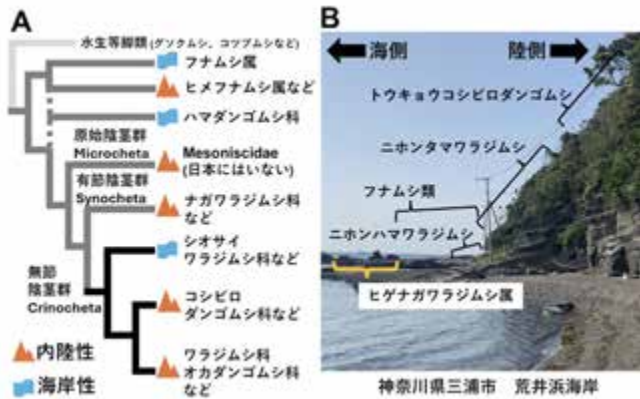 A
水生等脚類 (グソクムシ、コツブムシなど)
フナムシ属
ヒメフナムシ属など
ハマダンゴムシ科
原始陰茎群
Microcheta
Mesoniscidae
(日本にはいない)
有節陰茎群
Synocheta
ナガワラジムシ科
など
シオサイ
ワラジムシ科など
無節
陰茎群
Crinocheta
コシビロ
ダンゴムシ科など
ワラジムシ科
オカダンゴムシ科
など
内陸性
海岸性
B
海側
陸側
トウキョウコシビロダンゴムシ
ニホンタマワラジムシ
フナムシ類
ニホンハマワラジムシ
ヒゲナガワラジムシ属
神奈川県三浦市 荒井浜海岸